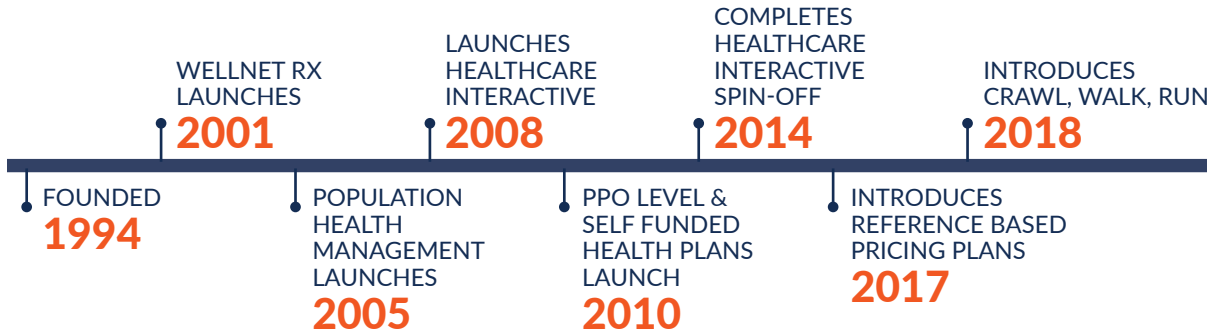 FOUNDED
1994
WELLNET RX
LAUNCHES
2001
POPULATION
HEALTH
MANAGEMENT
LAUNCHES
2005
LAUNCHES
HEALTHCARE
INTERACTIVE
2008
PPO LEVEL &
SELF FUNDED
HEALTH PLANS
LAUNCH
2010
COMPLETES
HEALTHCARE
INTERACTIVE
SPIN-OFF
2014
INTRODUCES
REFERENCE BASED
PRICING PLANS
2017
INTRODUCES
CRAWL, WALK, RUN
2018